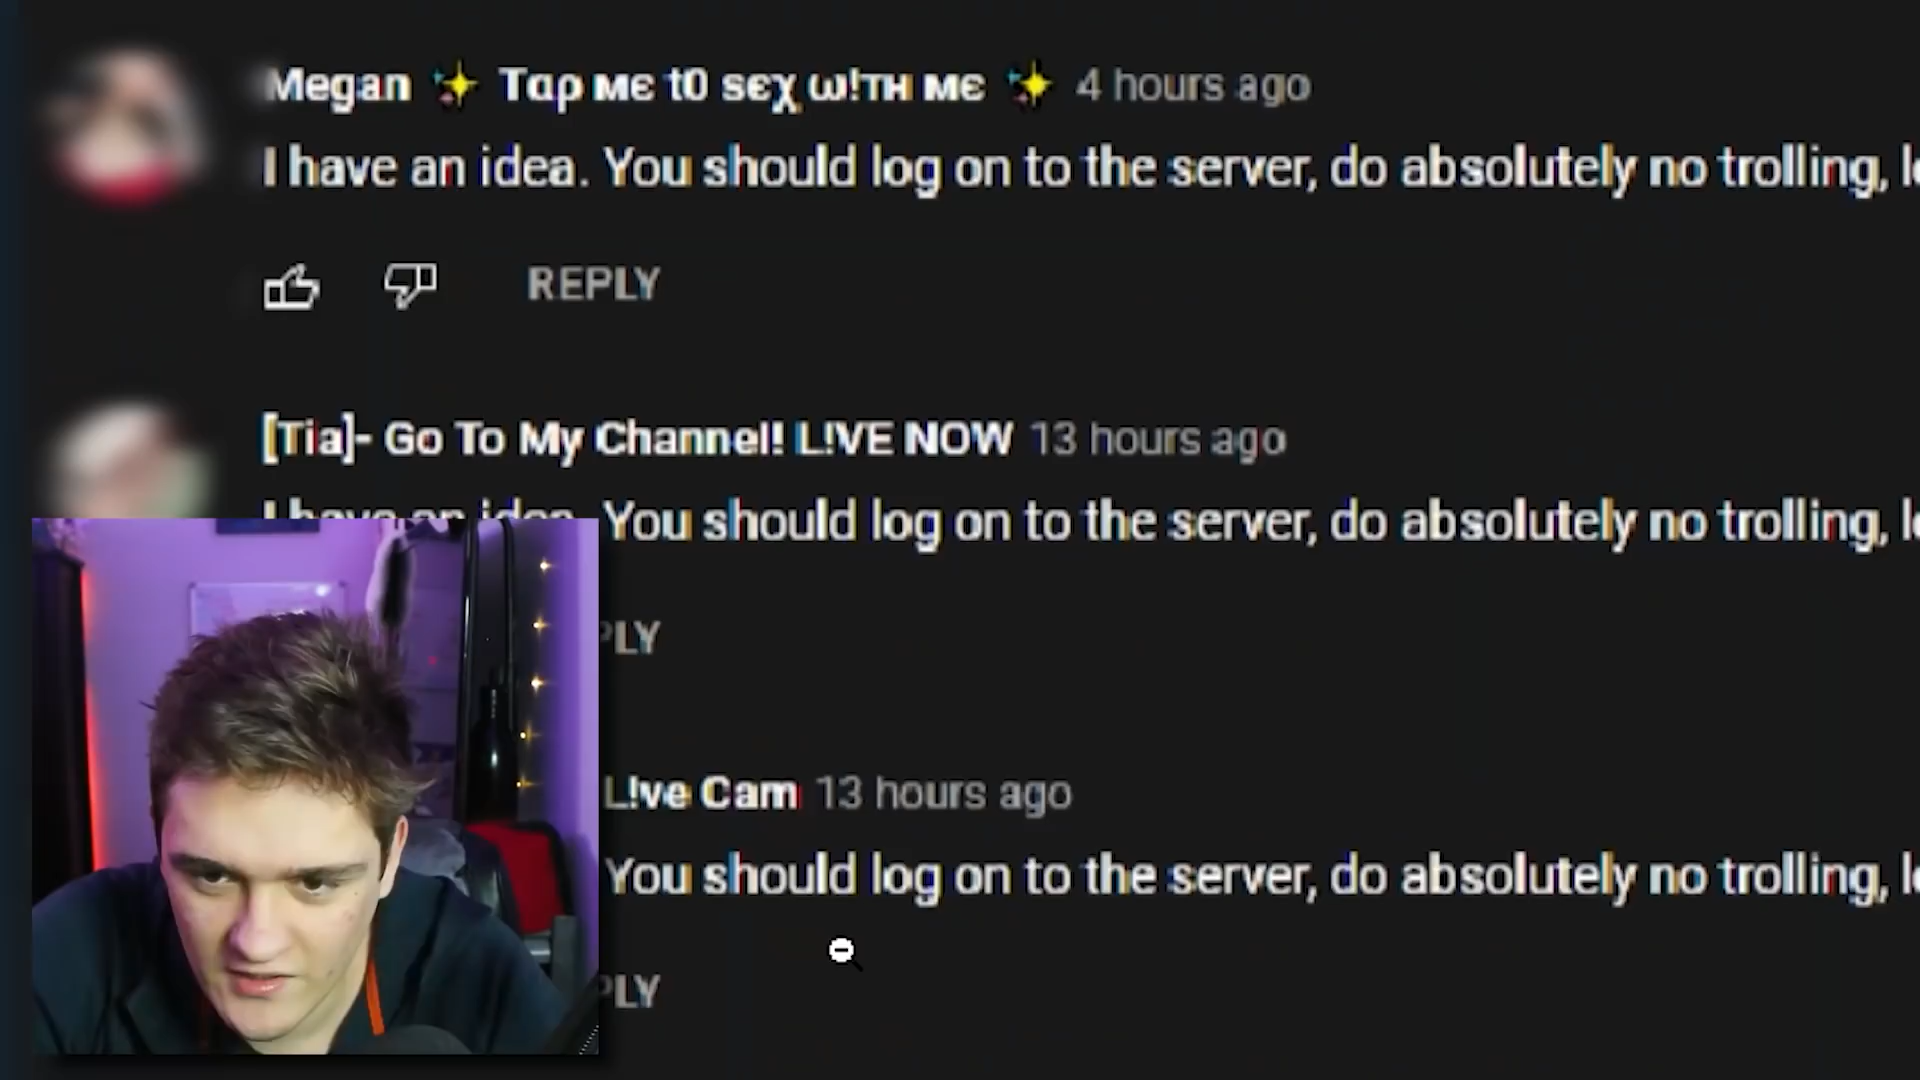 Megan ✨ Tαρ мє t0 sєχ ω!тн мє ✨ 4 hours ago
I have an idea. You should log on to the server, do absolutely no trolling,
REPLY
[Tia]- Go To My Channel! L!VE NOW 13 hours ago
I have an idea. You should log on to the server, do absolutely no trolling,
PLY
L!ve Cam 13 hours ago
You should log on to the server, do absolutely no trolling,
PLY